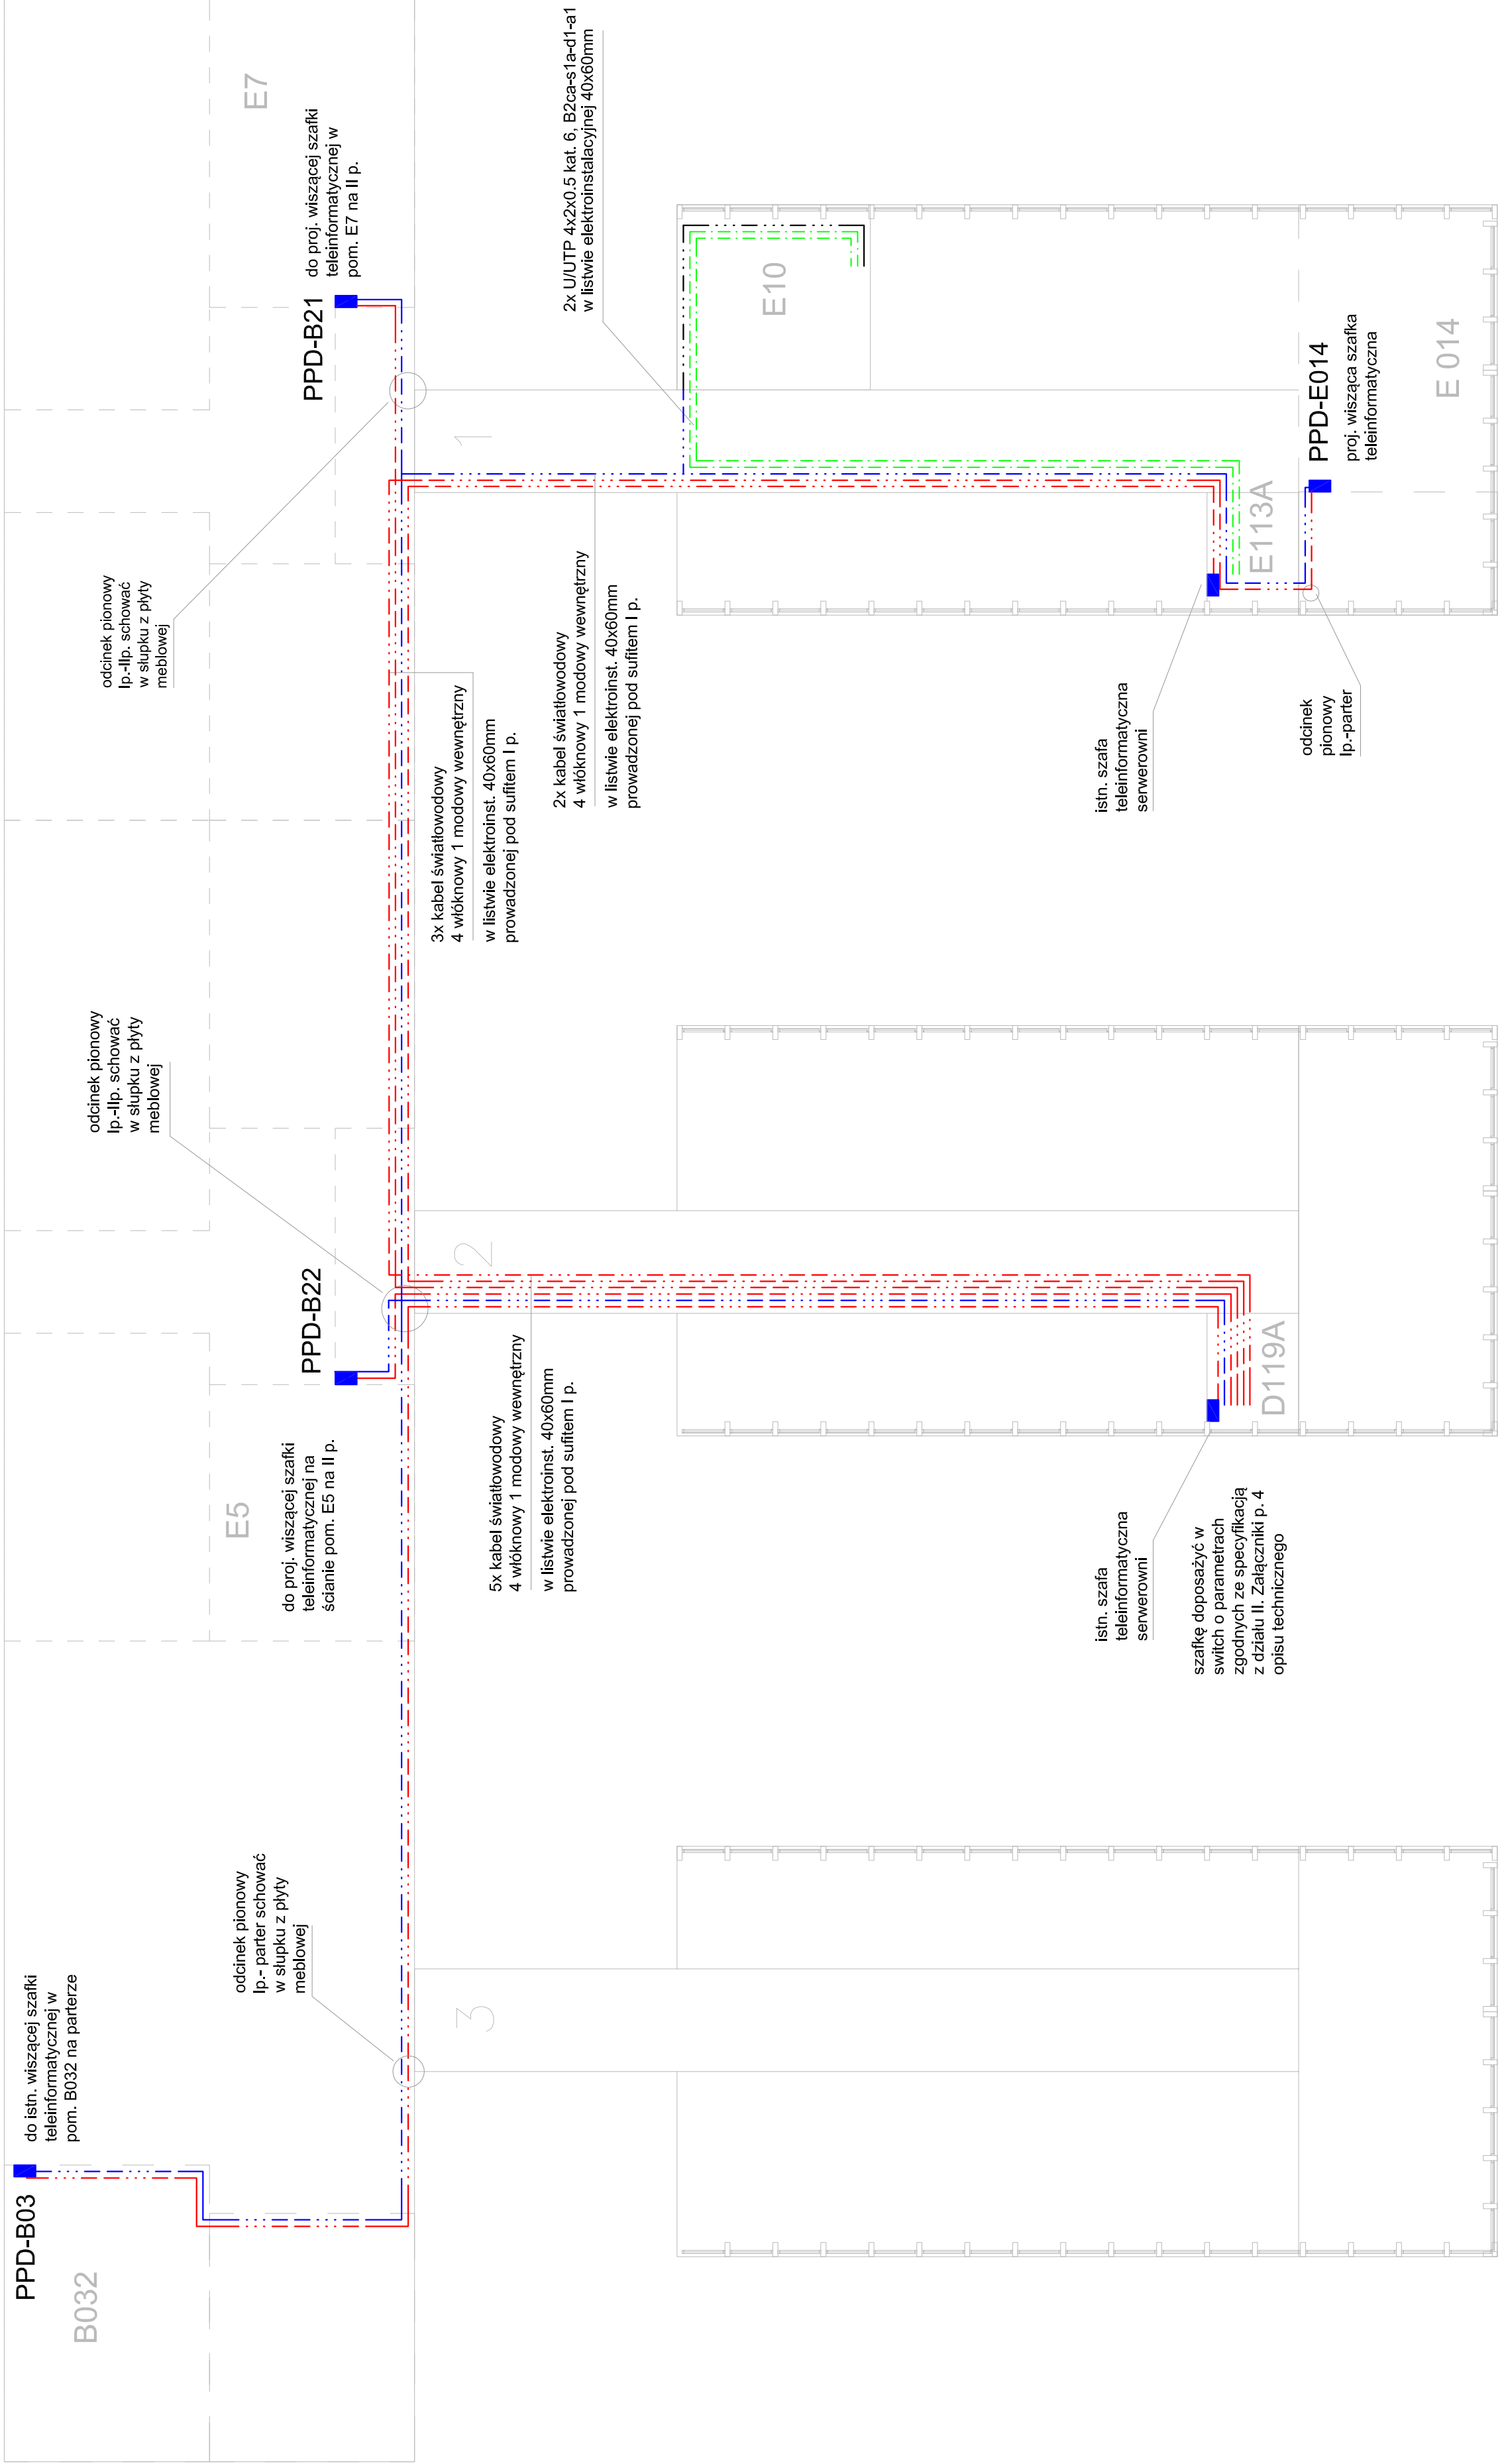 PPD-B03
B032
do istn. wiszącej szafki
teleinformatycznej w
pom. B032 na parterze
odcinek pionowy
Ip.- parter schować
w słupku z płyty
meblowej
3
E5
do proj. wiszącej szafki
teleinformatycznej na
ścianie pom. E5 na II p.
PPD-B22
odcinek pionowy
Ip.-IIp. schować
w słupku z płyty
meblowej
2
5x kabel światłowodowy
4 włóknowy 1 modowy wewnętrzny
w listwie elektroinst. 40x60mm
prowadzonej pod sufitem I p.
istn. szafa
teleinformatyczna
serwerowni
szafkę doposażyć w
switch o parametrach
zgodnych ze specyfikacją
z działu II. Załączniki p. 4
opisu technicznego
D119A
odcinek pionowy
Ip.-IIp. schować
w słupku z płyty
meblowej
3x kabel światłowodowy
4 włóknowy 1 modowy wewnętrzny
w listwie elektroinst. 40x60mm
prowadzonej pod sufitem I p.
2x kabel światłowodowy
4 włóknowy 1 modowy wewnętrzny
w listwie elektroinst. 40x60mm
prowadzonej pod sufitem I p.
PPD-B21
do proj. wiszącej szafki
teleinformatycznej w
pom. E7 na II p.
E7
1
2x U/UTP 4x2x0.5 kat. 6, B2ca-s1a-d1-a1
w listwie elektroinstalacyjnej 40x60mm
E10
istn. szafa
teleinformatyczna
serwerowni
E113A
odcinek
pionowy
Ip.-parter
PPD-E014
proj. wisząca szafka
teleinformatyczna
E 014